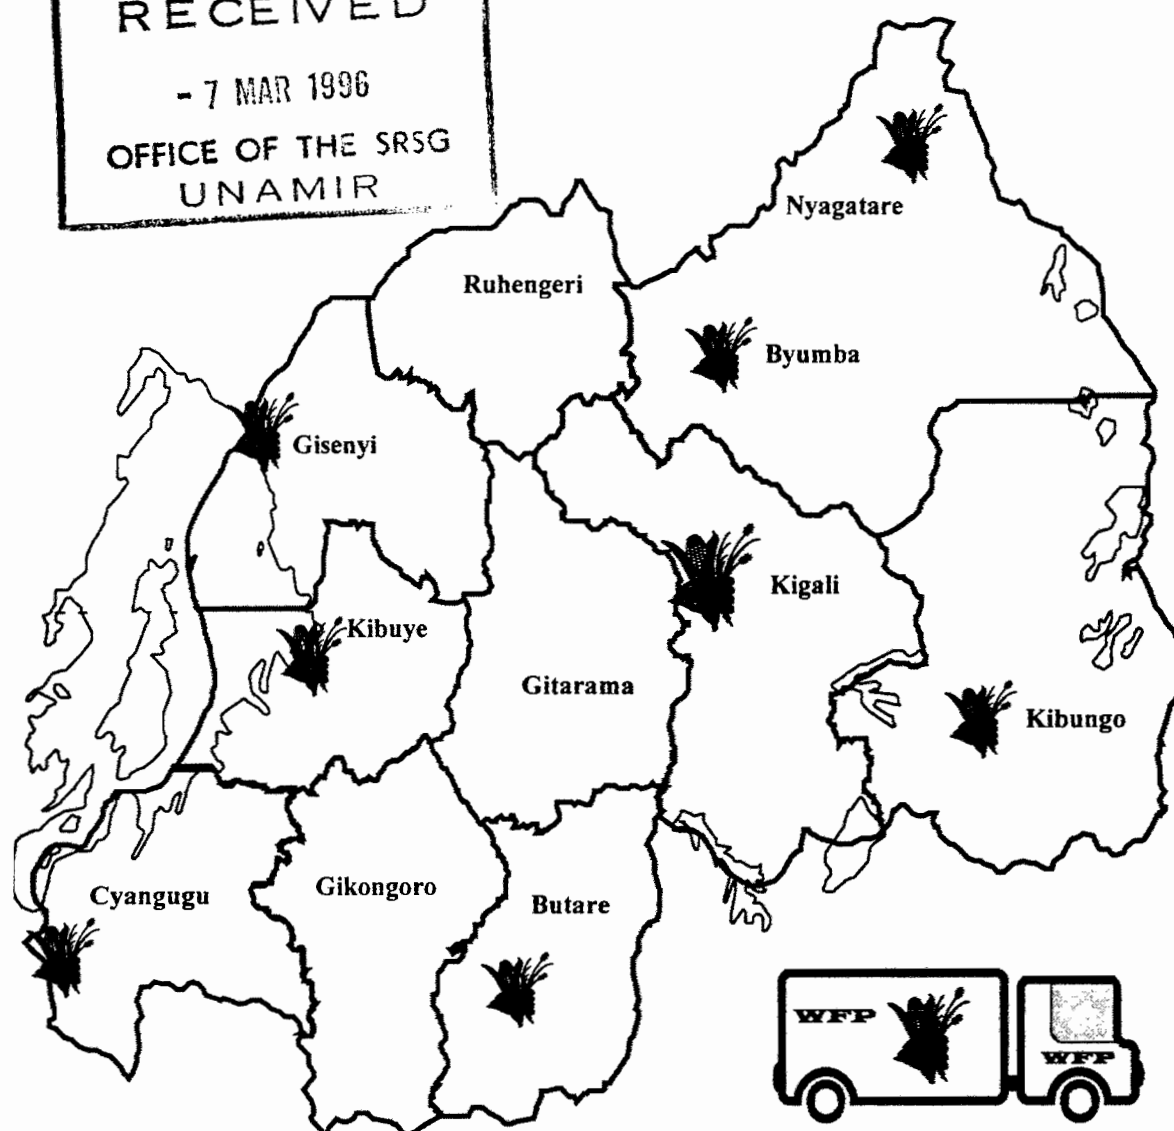 RECEIVED
- 7 MAR 1996
OFFICE OF THE SRSG
UNAMIR
Nyagatare
Ruhengeri
Byumba
Gisenyi
Kigali
Kibuye
Gitarama
Kibungo
Cyangugu
Gikongoro
Butare
WFP
WFP